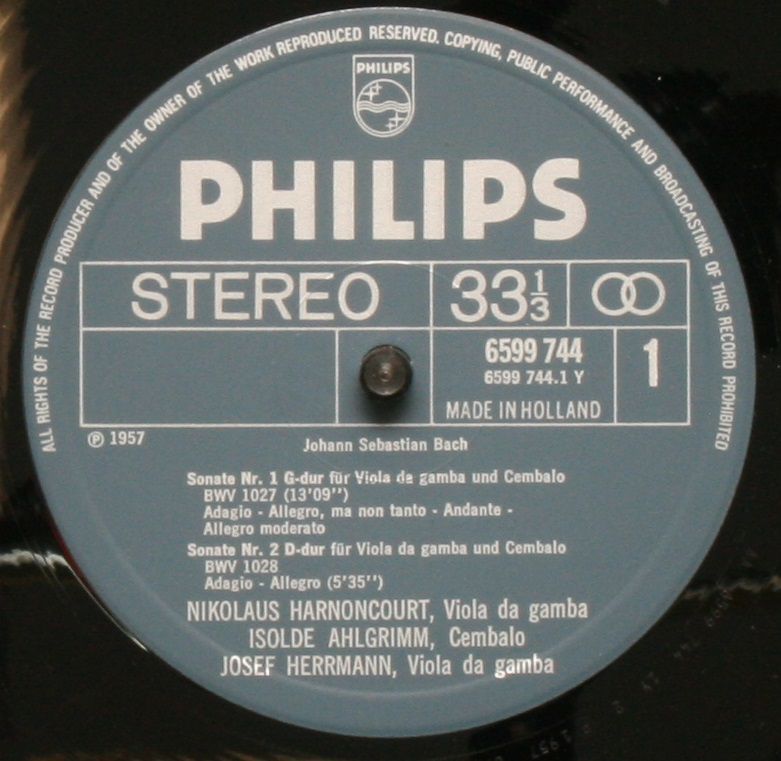 ALL RIGHTS OF THE RECORD PRODUCER AND OF THE OWNER OF THE WORK REPRODUCED RESERVED. COPYING, PUBLIC PERFORMANCE AND BROADCASTING OF THIS RECORD PROHIBITED
PHILIPS
PHILIPS
STEREO 33 1/3
6599 744 1
6599 744.1 Y
MADE IN HOLLAND
℗ 1957
Johann Sebastian Bach
Sonate Nr. 1 G-dur für Viola da gamba und Cembalo
BWV 1027 (13'09'')
Adagio - Allegro, ma non tanto - Andante -
Allegro moderato
Sonate Nr. 2 D-dur für Viola da gamba und Cembalo
BWV 1028
Adagio - Allegro (5'35'')
NIKOLAUS HARNONCOURT, Viola da gamba
ISOLDE AHLGRIMM, Cembalo
JOSEF HERRMANN, Viola da gamba